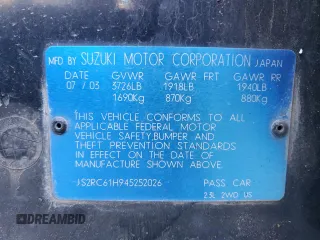 MFD BY SUZUKI MOTOR CORPORATION JAPAN
DATE GVWR GAWR FRT GAWR RR
07 / 03 3726LB 1918LB 1940LB
1690Kg 870Kg 880Kg
THIS VEHICLE CONFORMS TO ALL
APPLICABLE FEDERAL MOTOR
VEHICLE SAFETY,BUMPER AND
THEFT PREVENTION STANDARDS
IN EFFECT ON THE DATE OF
MANUFACTURE SHOWN ABOVE.
JS2RC61H945252026 PASS CAR
2.3L 2WD US
DREAMBID